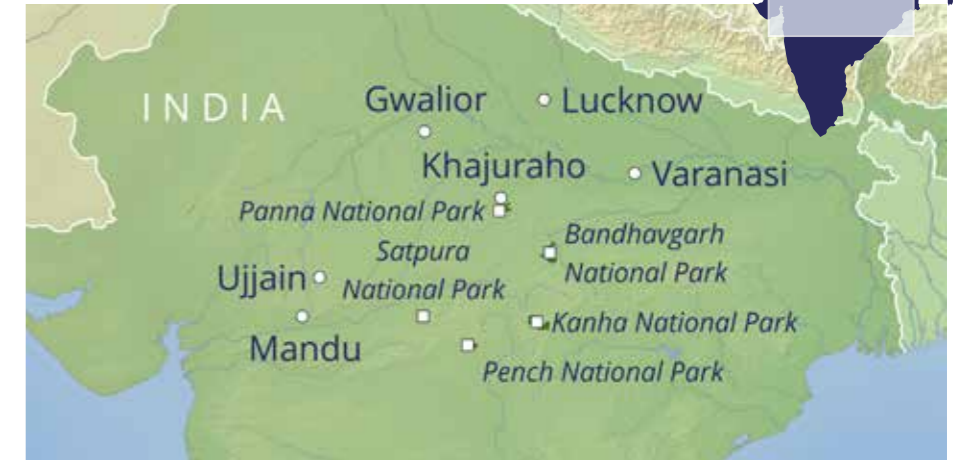 INDIA
Gwalior
Lucknow
Khajuraho
Varanasi
Panna National Park
Satpura
National Park
Bandhavgarh
National Park
Ujjain
Mandu
Kanha National Park
Pench National Park